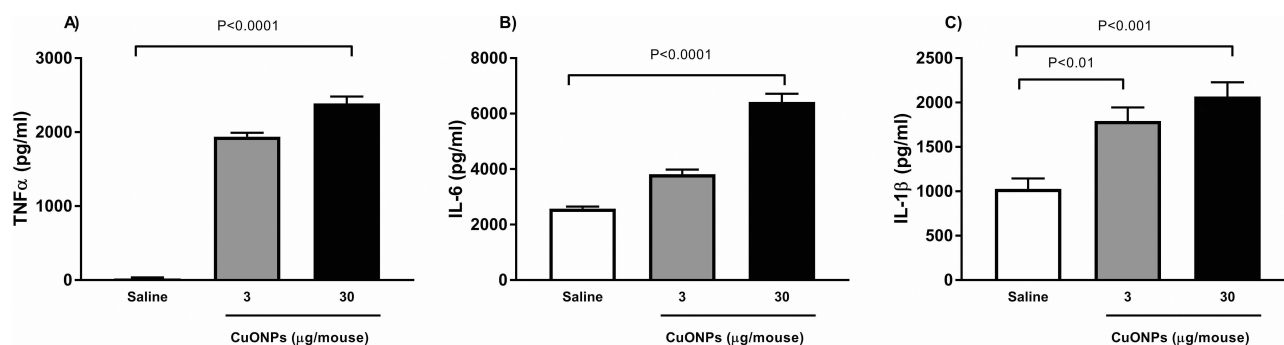 A)
P<0.0001
3000
2000
1000
0
TNFα (pg/ml)
Saline
3
30
CuONPs (μg/mouse)
B)
P<0.0001
8000
6000
4000
2000
0
IL-6 (pg/ml)
Saline
3
30
CuONPs (μg/mouse)
C)
P<0.001
P<0.01
2500
2000
1500
1000
500
0
IL-1β (pg/ml)
Saline
3
30
CuONPs (μg/mouse)